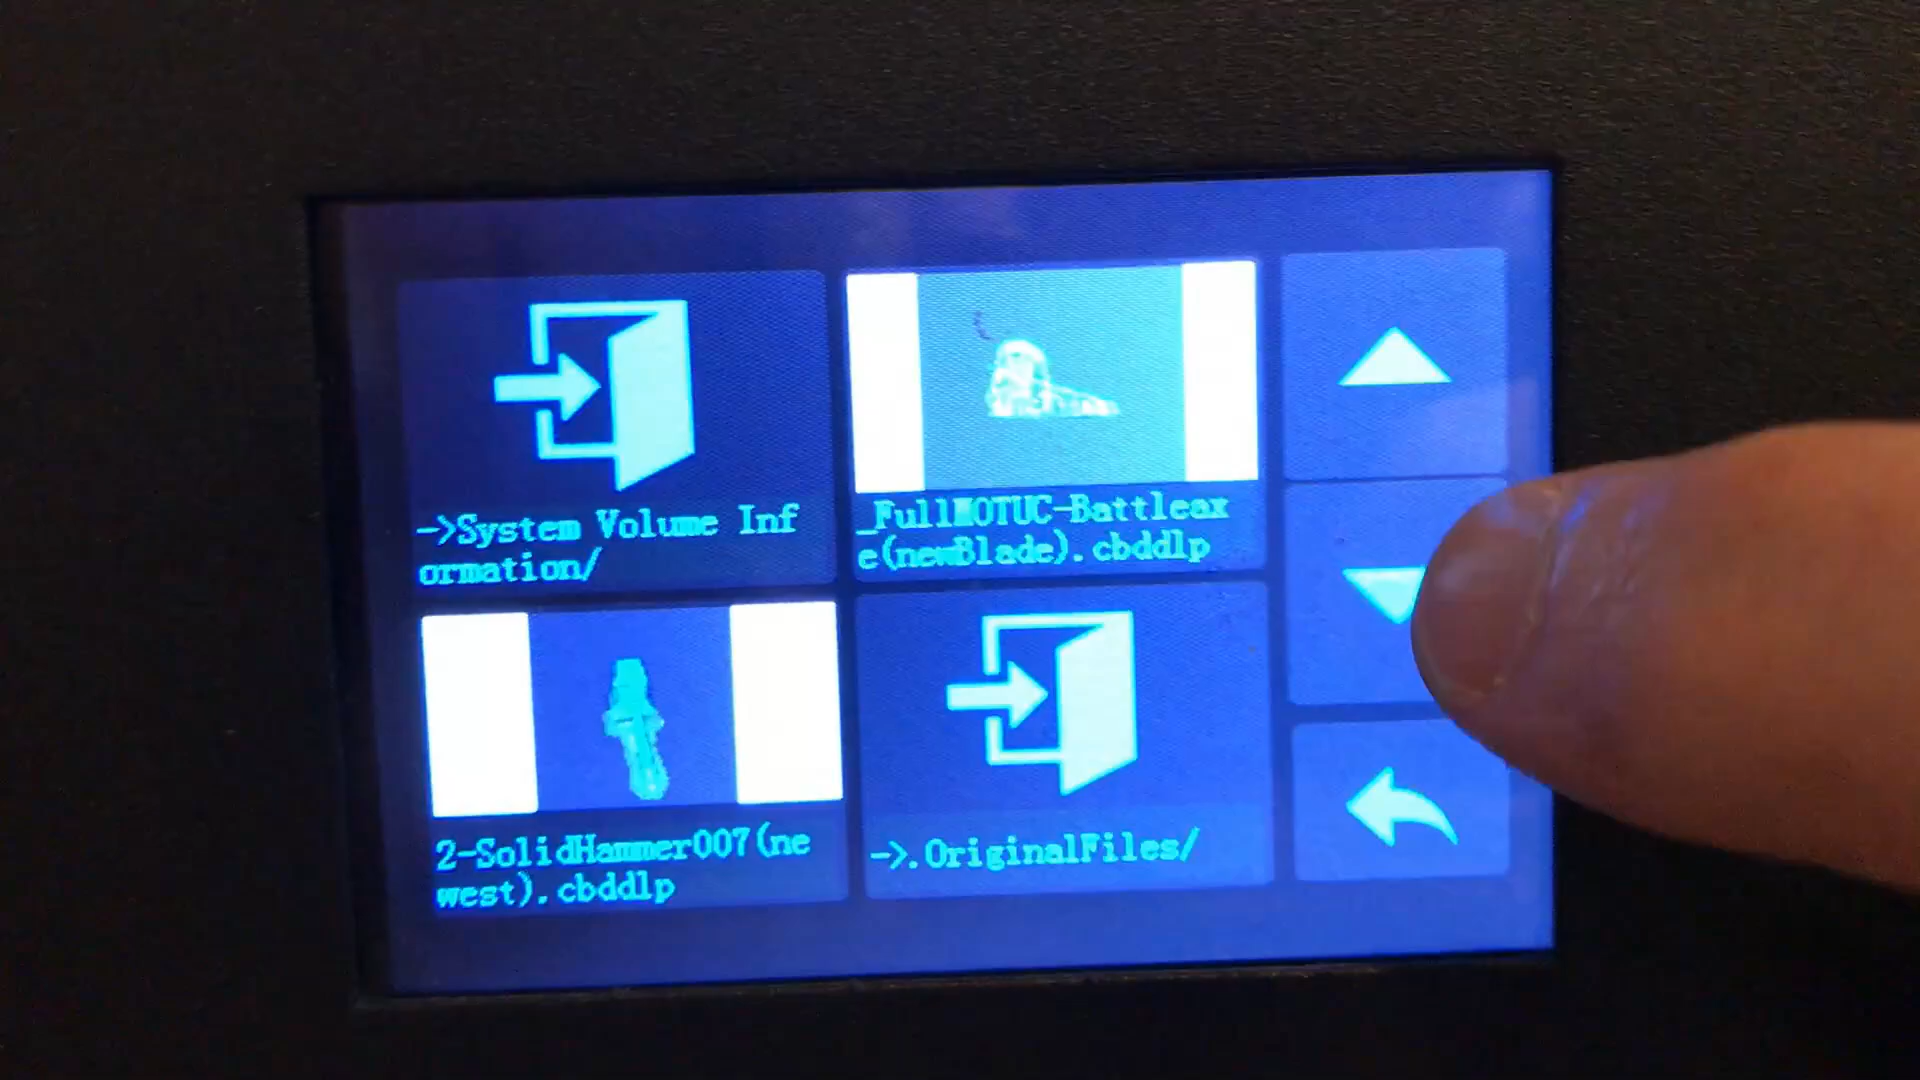 ->System Volume Inf
ormation/
_FullMOTUC-Battleax
e(newBlade).cbddlp
2-SolidHammer007(ne
west).cbddlp
->.OriginalFiles/